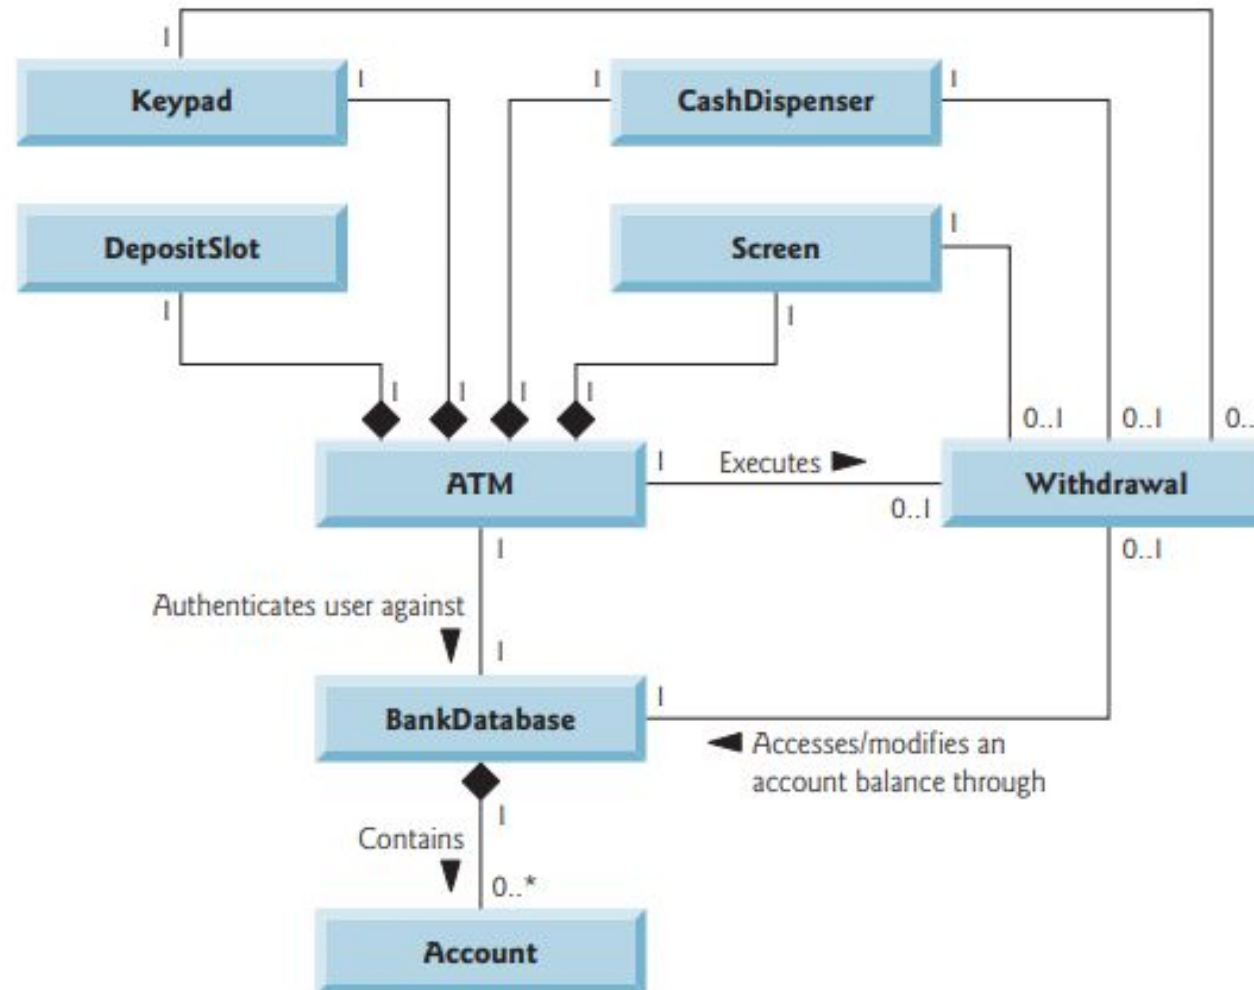 1
Keypad
1
1
CashDispenser
1
DepositSlot
1
Screen
1
1
1
1
1
1
0..1
0..1
0..
ATM
1
Executes
0..1
Withdrawal
1
0..1
Authenticates user against
1
BankDatabase
1
Accesses/modifies an
account balance through
1
Contains
0..*
Account